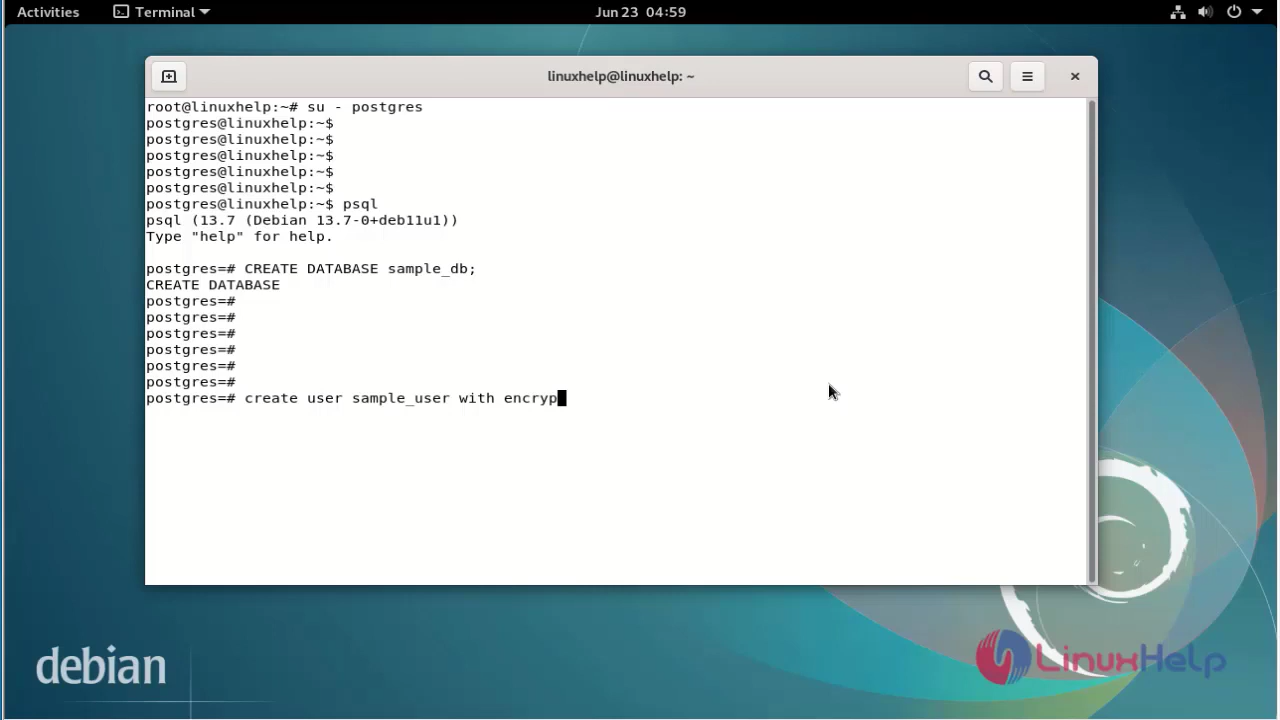 Activities Terminal Jun 23 04:59
linuxhelp@linuxhelp: ~
root@linuxhelp:~# su - postgres
postgres@linuxhelp:~$
postgres@linuxhelp:~$
postgres@linuxhelp:~$
postgres@linuxhelp:~$
postgres@linuxhelp:~$
postgres@linuxhelp:~$ psql
psql (13.7 (Debian 13.7-0+deb11u1))
Type "help" for help.
postgres=# CREATE DATABASE sample_db;
CREATE DATABASE
postgres=#
postgres=#
postgres=#
postgres=#
postgres=#
postgres=#
postgres=# create user sample_user with encryp
debian
LinuxHelp